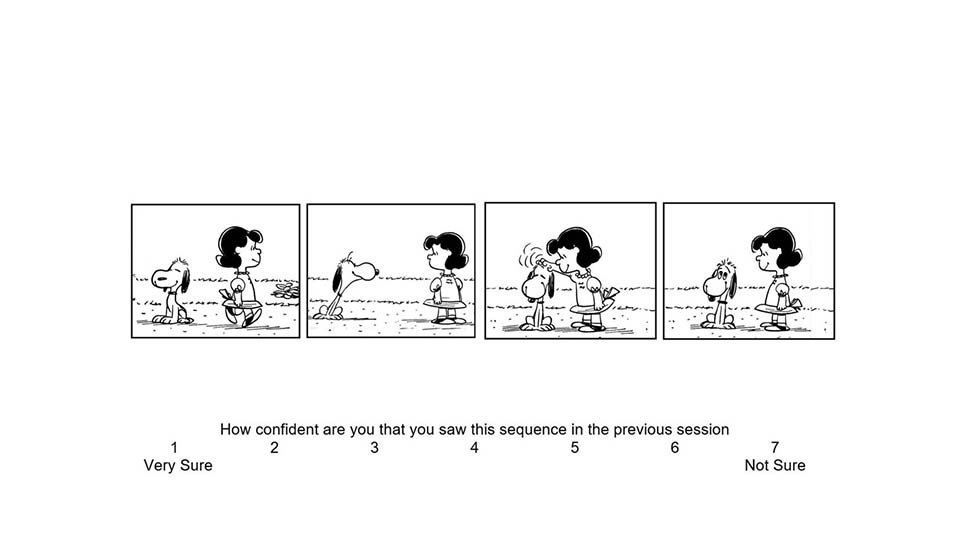 How confident are you that you saw this sequence in the previous session
1 2 3 4 5 6 7
Very Sure Not Sure